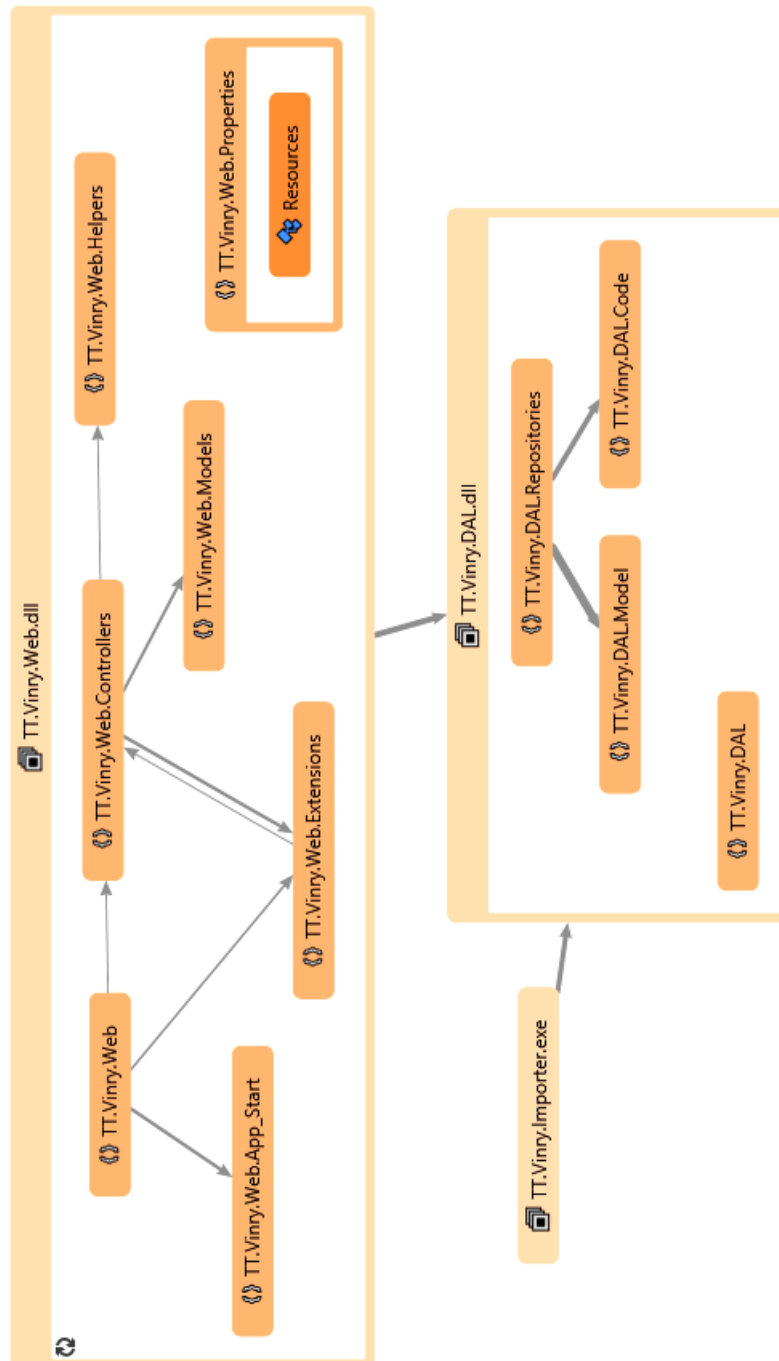 TT.Vinry.Web.dll
TT.Vinry.Web
TT.Vinry.Web.Controllers
TT.Vinry.Web.Helpers
TT.Vinry.Web.Models
TT.Vinry.Web.Properties
Resources
TT.Vinry.Web.App_Start
TT.Vinry.Web.Extensions
TT.Vinry.DAL.dll
TT.Vinry.Importer.exe
TT.Vinry.DAL.Repositories
TT.Vinry.DAL.Model
TT.Vinry.DAL.Code
TT.Vinry.DAL